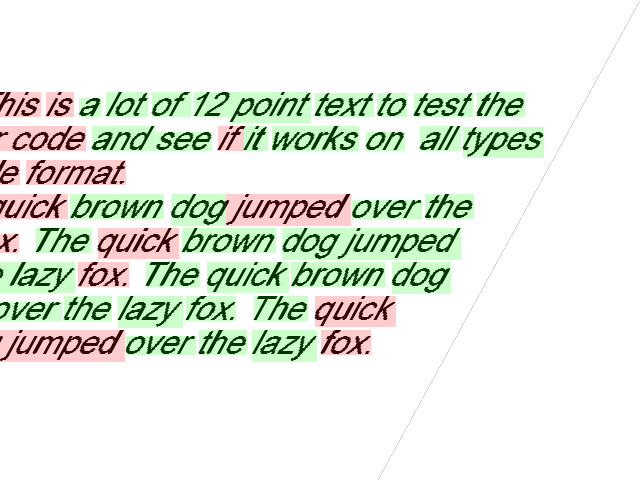 This is a lot of 12 point text to test the
code and see if it works on all types
format.
quick brown dog jumped over the
The quick brown dog jumped
lazy fox. The quick brown dog
over the lazy fox. The quick
jumped over the lazy fox.